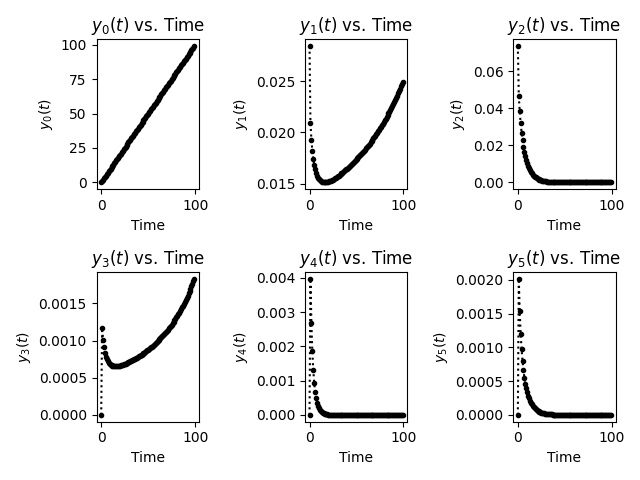 y₀(t) vs. Time
y₁(t) vs. Time
y₂(t) vs. Time
y₀(t)
100
75
50
25
0
0
100
Time
y₁(t)
0.025
0.020
0.015
0
100
Time
y₂(t)
0.06
0.04
0.02
0.00
0
100
Time
y₃(t) vs. Time
y₄(t) vs. Time
y₅(t) vs. Time
y₃(t)
0.0015
0.0010
0.0005
0.0000
0
100
Time
y₄(t)
0.004
0.003
0.002
0.001
0.000
0
100
Time
y₅(t)
0.0020
0.0015
0.0010
0.0005
0.0000
0
100
Time